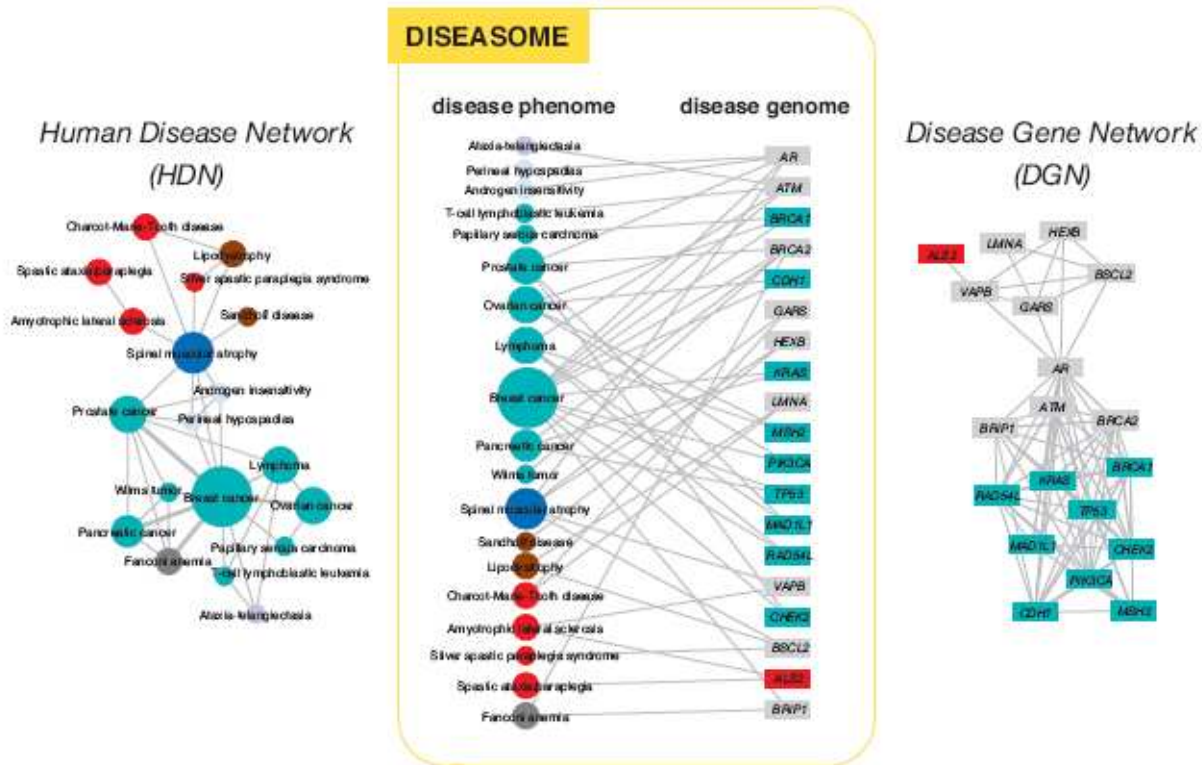 DISEASOME
Human Disease Network
(HDN)
Charcot-Marie-Tooth disease
Lipodystrophy
Spastic ataxia/paraplegia
Silver spastic paraplegia syndrome
Amyotrophic lateral sclerosis
Sandhoff disease
Spinal muscular atrophy
Androgen insensitivity
Prostate cancer
Perineal hypospadias
Lymphoma
Wilms tumor
Breast cancer
Ovarian cancer
Pancreatic cancer
Papillary serous carcinoma
Fanconi anemia
T-cell lymphoblastic leukemia
Ataxia-telangiectasia
disease phenome
Ataxia-telangiectasia
Perineal hypospadias
Androgen insensitivity
T-cell lymphoblastic leukemia
Papillary serous carcinoma
Prostate cancer
Ovarian cancer
Lymphoma
Breast cancer
Pancreatic cancer
Wilms tumor
Spinal muscular atrophy
Sandhoff disease
Lipodystrophy
Charcot-Marie-Tooth disease
Amyotrophic lateral sclerosis
Silver spastic paraplegia syndrome
Spastic ataxia/paraplegia
Fanconi anemia
disease genome
AR
ATM
BRCA1
BRCA2
CDH1
GARS
HEXB
KRAS
LMNA
MSH2
PIK3CA
TP53
MAD1L1
RAD54L
VAPB
CHEK2
BSCL2
ALS2
BRIP1
Disease Gene Network
(DGN)
HEXB
LMNA
ALS2
BSCL2
VAPB
GARS
AR
ATM
BRCA2
BRIP1
BRCA1
KRAS
RAD54L
TP53
MAD1L1
CHEK2
PIK3CA
CDH1
MSH2